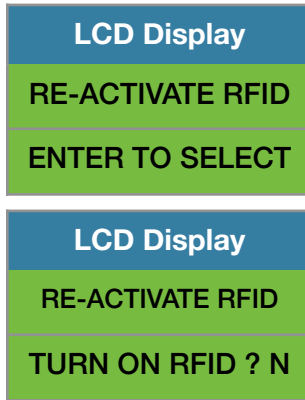 LCD Display
RE-ACTIVATE RFID
ENTER TO SELECT
LCD Display
RE-ACTIVATE RFID
TURN ON RFID ? N